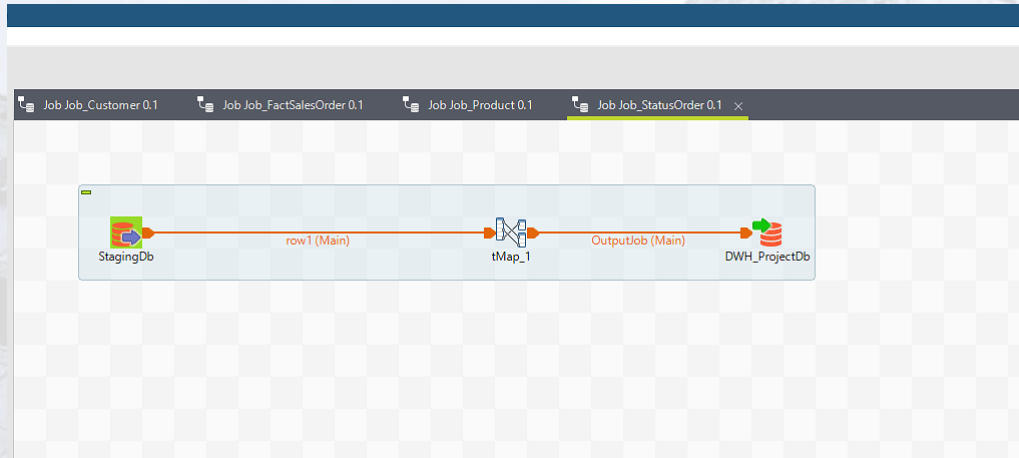 Job Job_Customer 0.1
Job Job_FactSalesOrder 0.1
Job Job_Product 0.1
Job Job_StatusOrder 0.1
row1 (Main)
OutputJob (Main)
StagingDb
tMap_1
DWH_ProjectDb